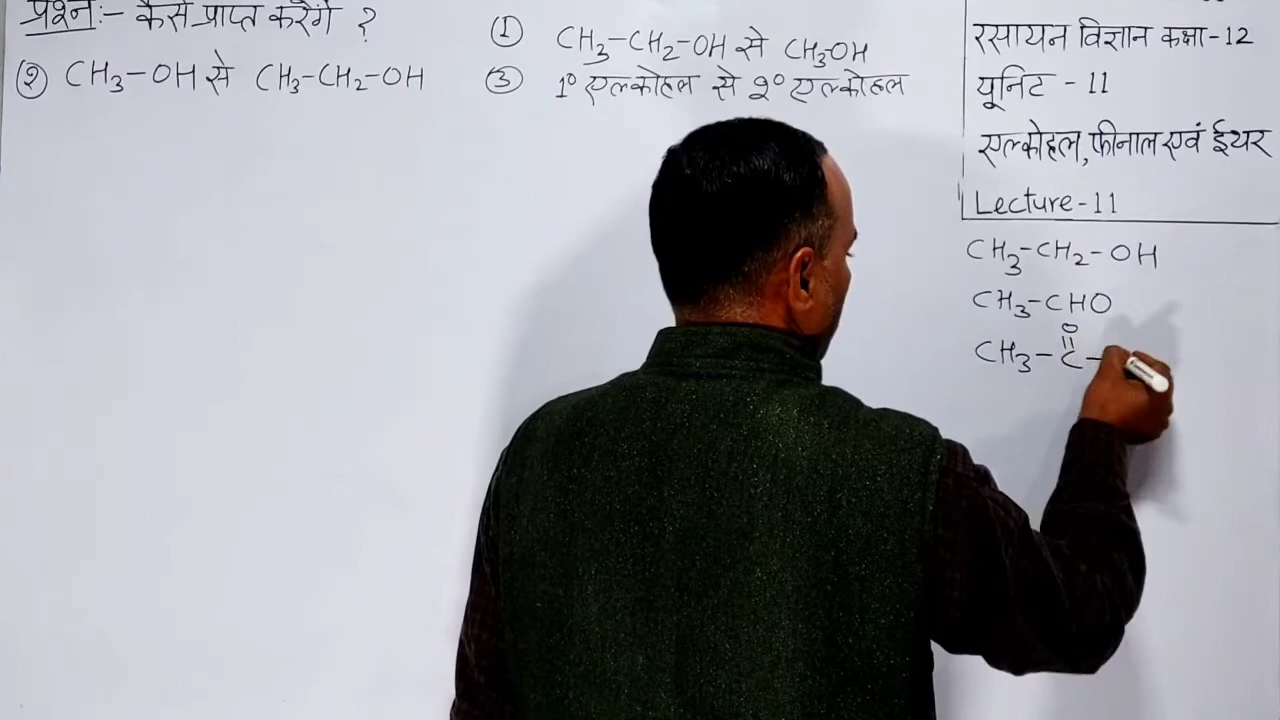 प्रश्न:- कैसे प्राप्त करेंगे ?
① CH3-CH2-OH से CH3OH
② CH3-OH से CH3-CH2-OH
③ 1° एल्कोहल से 2° एल्कोहल
रसायन विज्ञान कक्षा-12
यूनिट - 11
एल्कोहल, फीनाल एवं ईथर
Lecture-11
CH3-CH2-OH
CH3-CHO
O
||
CH3-C-